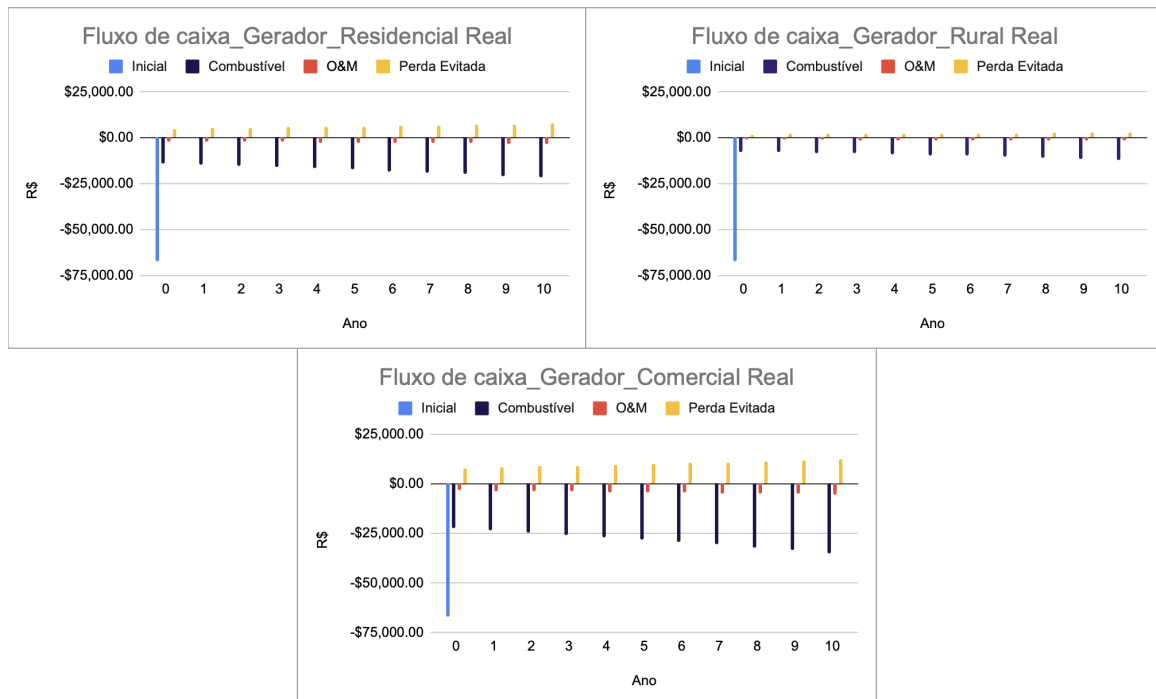 Fluxo de caixa_Gerador_Residencial Real
Inicial Combustível O&M Perda Evitada
$25,000.00
$0.00
-$25,000.00
-$50,000.00
-$75,000.00
R$
0 1 2 3 4 5 6 7 8 9 10
Ano
Fluxo de caixa_Gerador_Rural Real
Inicial Combustível O&M Perda Evitada
$25,000.00
$0.00
-$25,000.00
-$50,000.00
-$75,000.00
R$
0 1 2 3 4 5 6 7 8 9 10
Ano
Fluxo de caixa_Gerador_Comercial Real
Inicial Combustível O&M Perda Evitada
$25,000.00
$0.00
-$25,000.00
-$50,000.00
-$75,000.00
R$
0 1 2 3 4 5 6 7 8 9 10
Ano